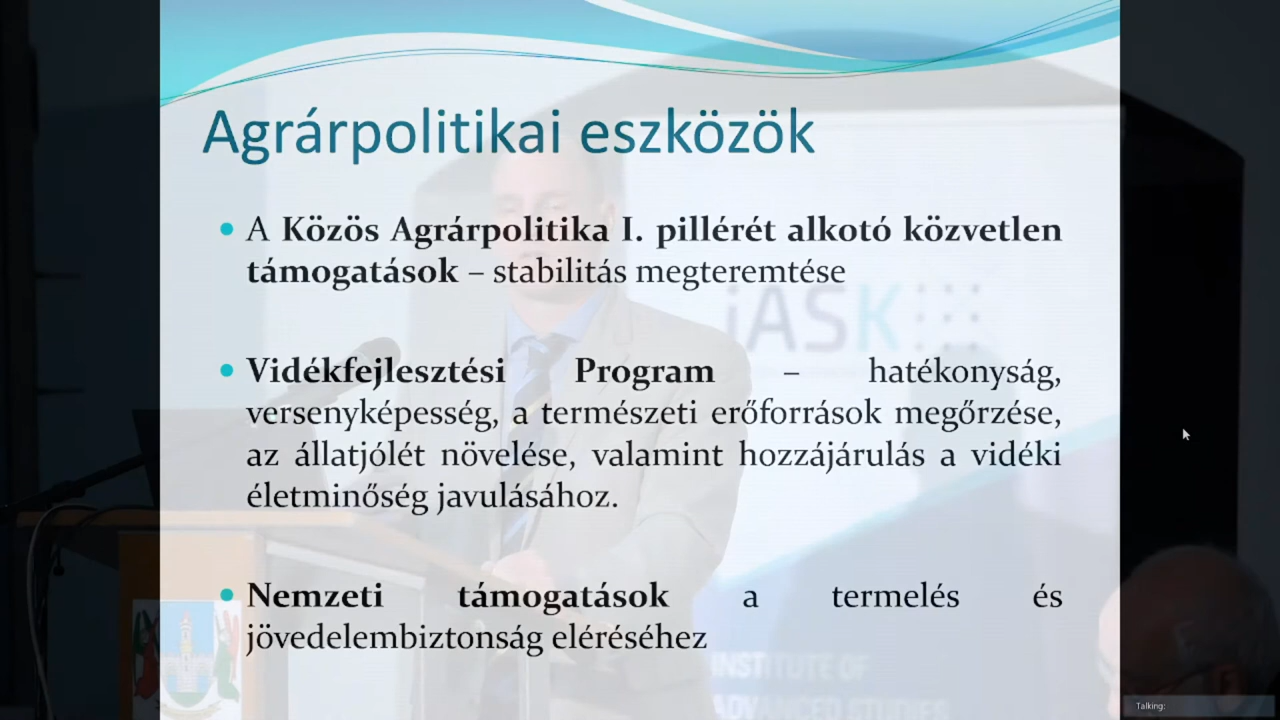 Agrárpolitikai eszközök
• A Közös Agrárpolitika I. pillérét alkotó közvetlen
támogatások – stabilitás megteremtése
iASK
• Vidékfejlesztési Program – hatékonyság,
versenyképesség, a természeti erőforrások megőrzése,
az állatjólét növelése, valamint hozzájárulás a vidéki
életminőség javulásához.
• Nemzeti támogatások a termelés és
jövedelembiztonság eléréséhez
INSTITUTE OF
ADVANCED STUDIES
Talking: